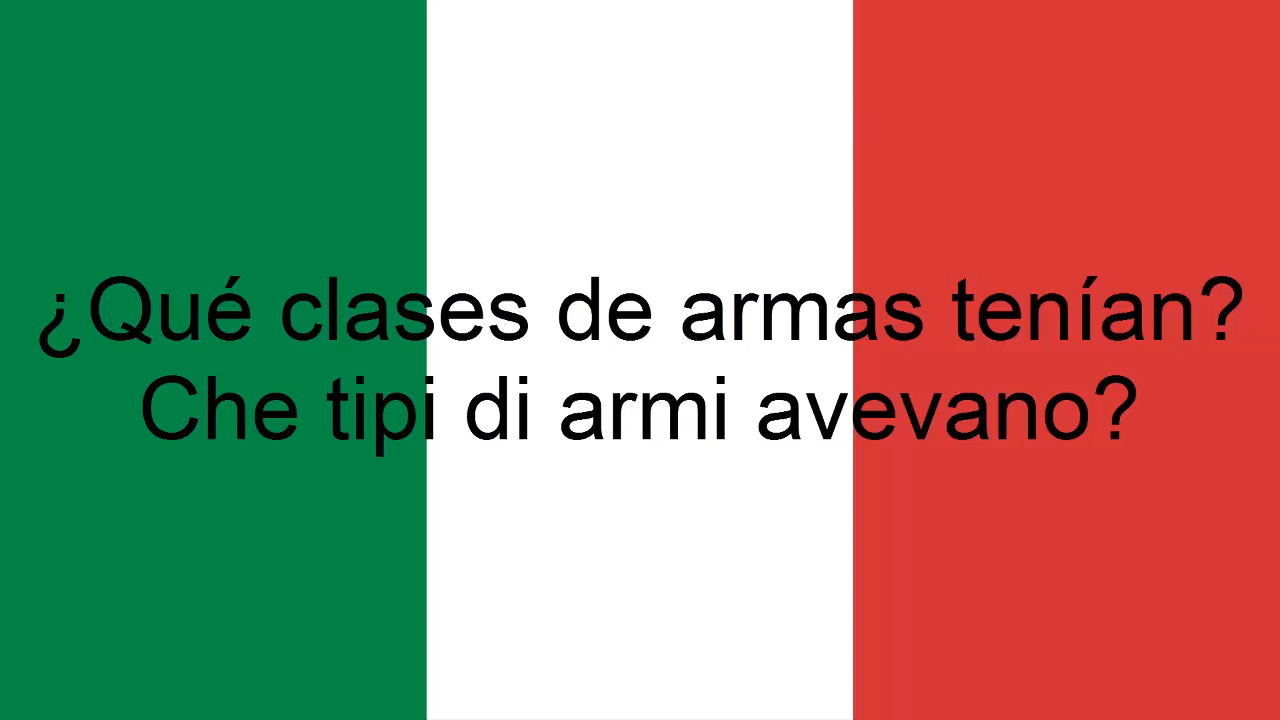 ¿Qué clases de armas tenían?
Che tipi di armi avevano?